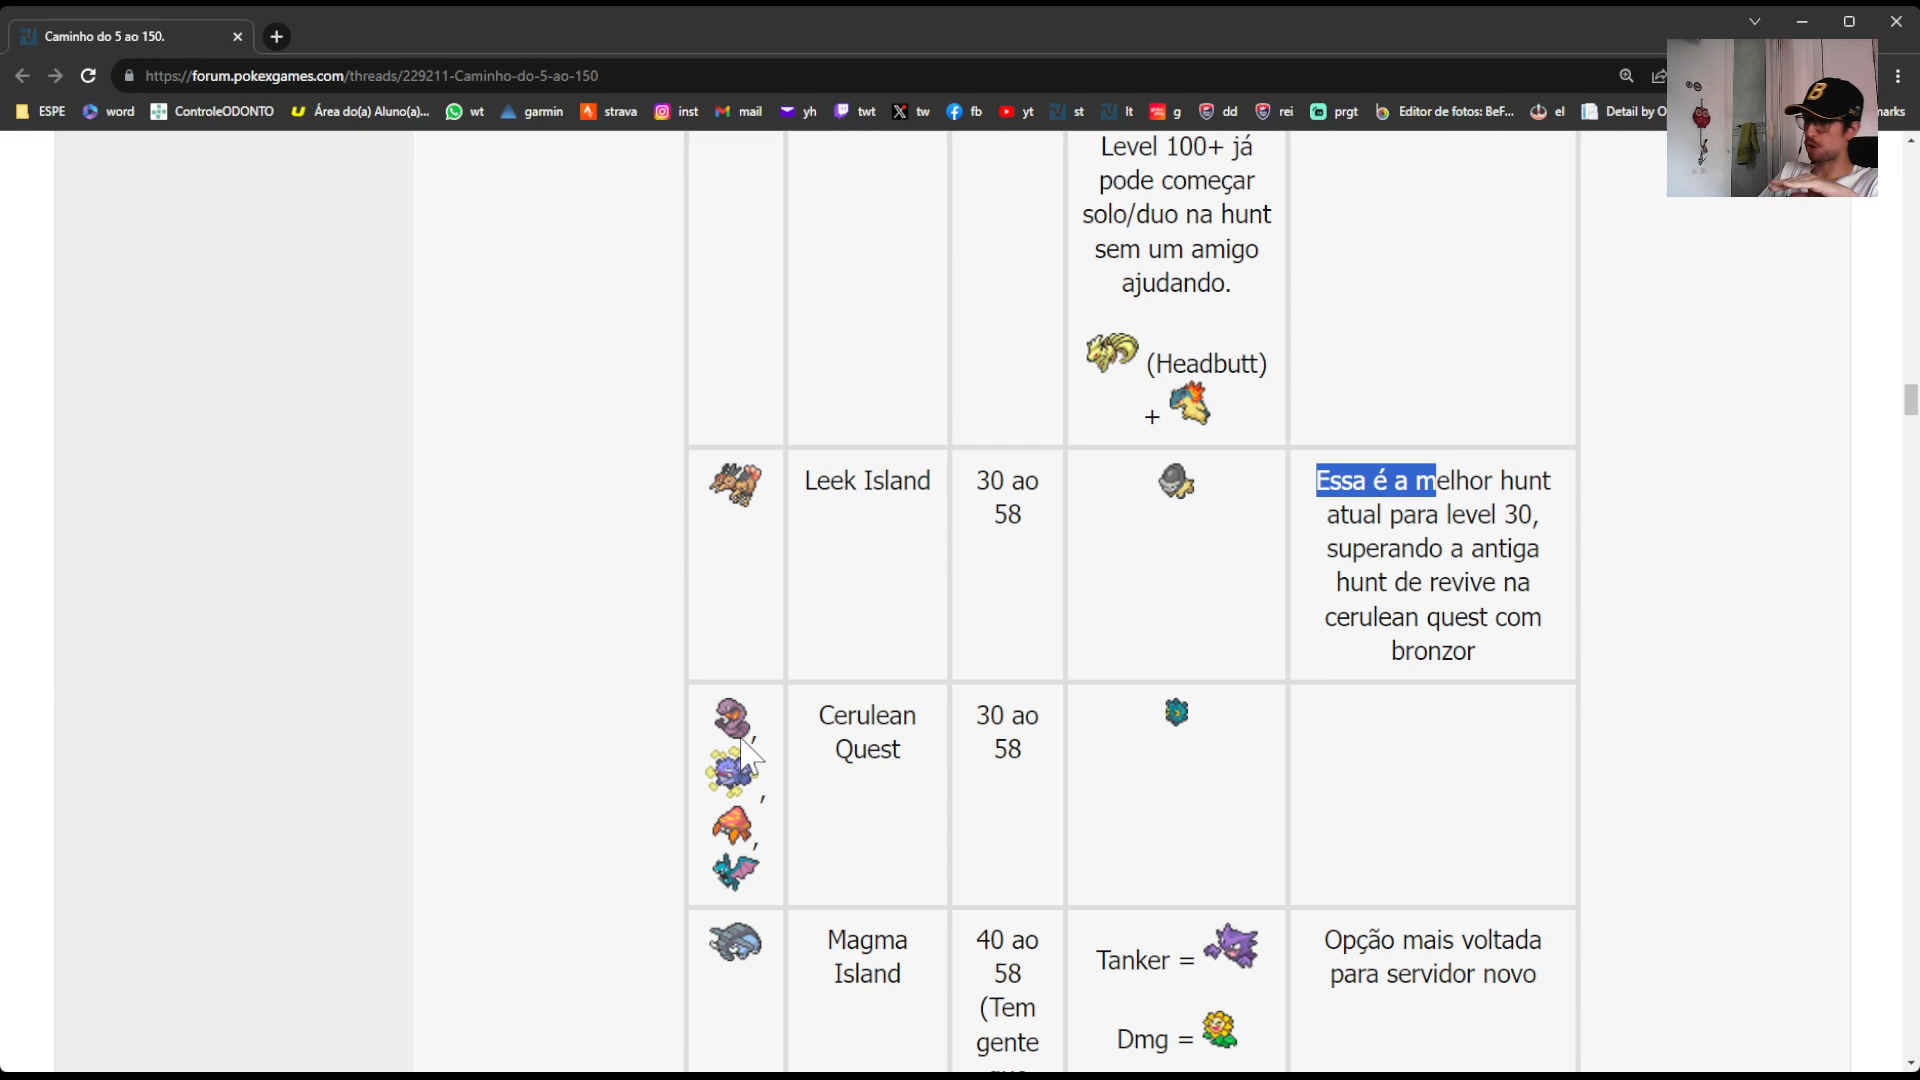 Caminho do 5 ao 150.
https://forum.pokexgames.com/threads/229211-Caminho-do-5-ao-150
ESPE word ControleODONTO Área do(a) Aluno(a)... wt garmin strava inst mail yh twt tw fb yt st lt g dd rei prgt Editor de fotos: BeF... el Detail by O
Level 100+ já
pode começar
solo/duo na hunt
sem um amigo
ajudando.
(Headbutt)
+
Leek Island
30 ao
58
Essa é a melhor hunt
atual para level 30,
superando a antiga
hunt de revive na
cerulean quest com
bronzor
,
,
,
Cerulean
Quest
30 ao
58
Magma
Island
40 ao
58
(Tem
gente
Tanker =
Dmg =
Opção mais voltada
para servidor novo